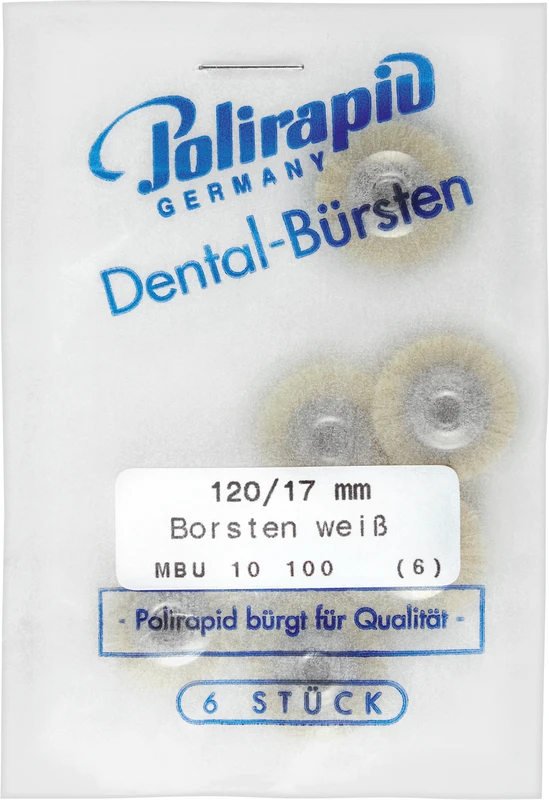 Polirapid
GERMANY
Dental-Bürsten
120/17 mm
Borsten weiß
MBU 10 100 (6)
- Polirapid bürgt für Qualität -
6 STÜCK